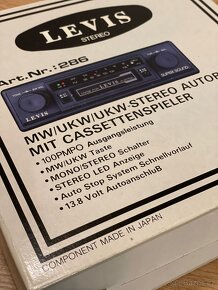 LEVIS
STEREO
Art.Nr.: 286
LEVIS
SUPER SOUND
MW/UKW/UKW-STEREO AUTOR
MIT CASSETTENSPIELER
• 100PMPO Ausgangsleistung
• MW/UKW Taste
• MONO/STEREO Schalter
• STEREO LED Anzeige
• Auto Stop System Schnellvorlauf
• 13.8 Volt Autoanschluß
COMPONENT MADE IN JAPAN